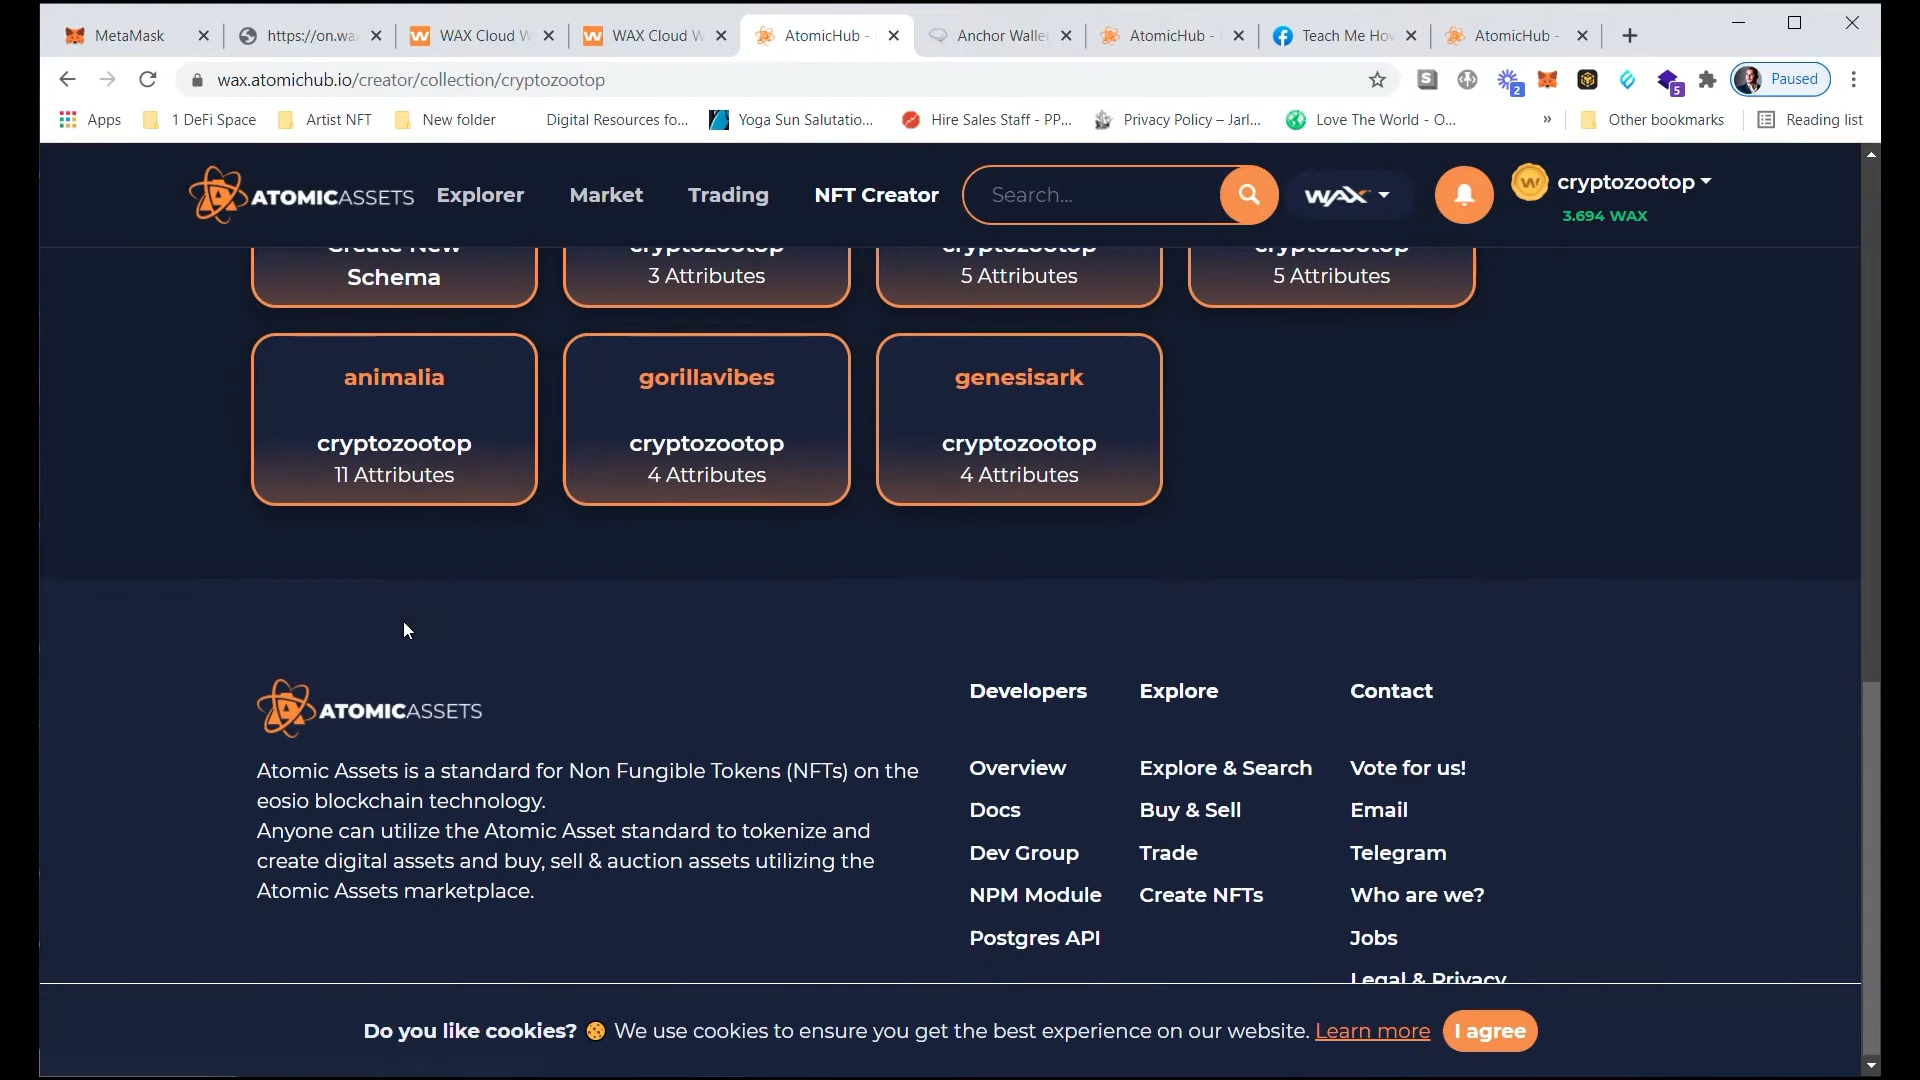 MetaMask
https://on.wa
WAX Cloud W
WAX Cloud W
AtomicHub -
Anchor Walle
AtomicHub -
Teach Me Ho
AtomicHub -
wax.atomichub.io/creator/collection/cryptozootop
2
5
Paused
Apps
1 DeFi Space
Artist NFT
New folder
Digital Resources fo...
Yoga Sun Salutatio...
Hire Sales Staff - PP...
Privacy Policy – Jarl...
Love The World - O...
»
Other bookmarks
Reading list
ATOMICASSETS
Explorer
Market
Trading
NFT Creator
Search...
WAX
cryptozootop
3.694 WAX
Create New
Schema
cryptozootop
3 Attributes
cryptozootop
5 Attributes
cryptozootop
5 Attributes
animalia
cryptozootop
11 Attributes
gorillavibes
cryptozootop
4 Attributes
genesisark
cryptozootop
4 Attributes
ATOMICASSETS
Atomic Assets is a standard for Non Fungible Tokens (NFTs) on the
eosio blockchain technology.
Anyone can utilize the Atomic Asset standard to tokenize and
create digital assets and buy, sell & auction assets utilizing the
Atomic Assets marketplace.
Developers
Overview
Docs
Dev Group
NPM Module
Postgres API
Explore
Explore & Search
Buy & Sell
Trade
Create NFTs
Contact
Vote for us!
Email
Telegram
Who are we?
Jobs
Legal & Privacy
Do you like cookies? 🍪 We use cookies to ensure you get the best experience on our website. Learn more
I agree